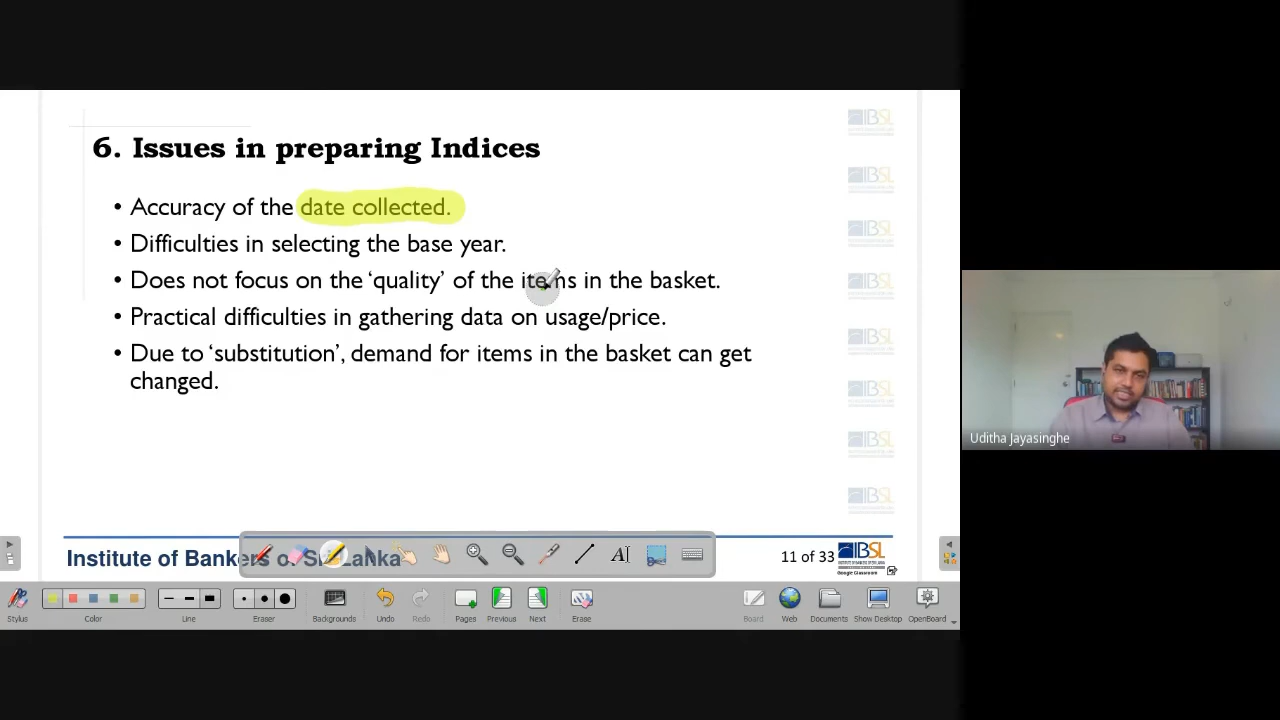 6. Issues in preparing Indices
• Accuracy of the date collected.
• Difficulties in selecting the base year.
• Does not focus on the ‘quality’ of the items in the basket.
• Practical difficulties in gathering data on usage/price.
• Due to ‘substitution’, demand for items in the basket can get
changed.
Uditha Jayasinghe
Institute of Bankers of Sri Lanka
11 of 33
IBSL
Google Classroom
Stylus
Color
Line
Eraser
Backgrounds
Undo
Redo
Pages
Previous
Next
Erase
Board
Web
Documents
Show Desktop
OpenBoard